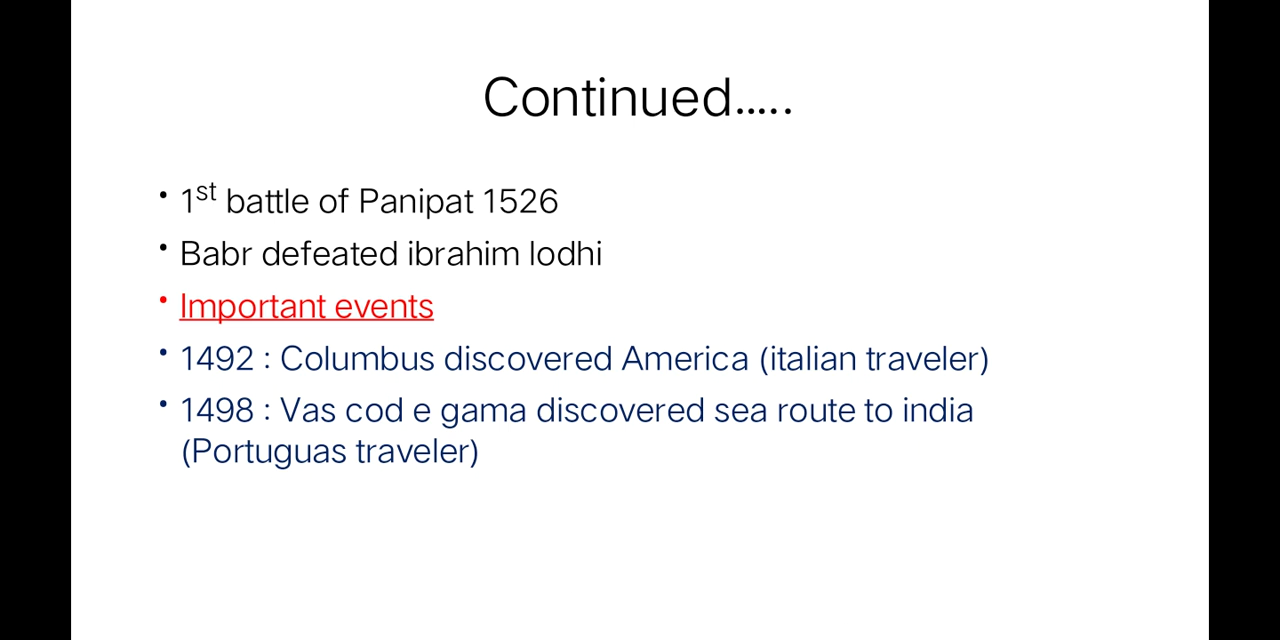 Continued.....
• 1st battle of Panipat 1526
• Babr defeated ibrahim lodhi
• Important events
• 1492 : Columbus discovered America (italian traveler)
• 1498 : Vas cod e gama discovered sea route to india
(Portuguas traveler)